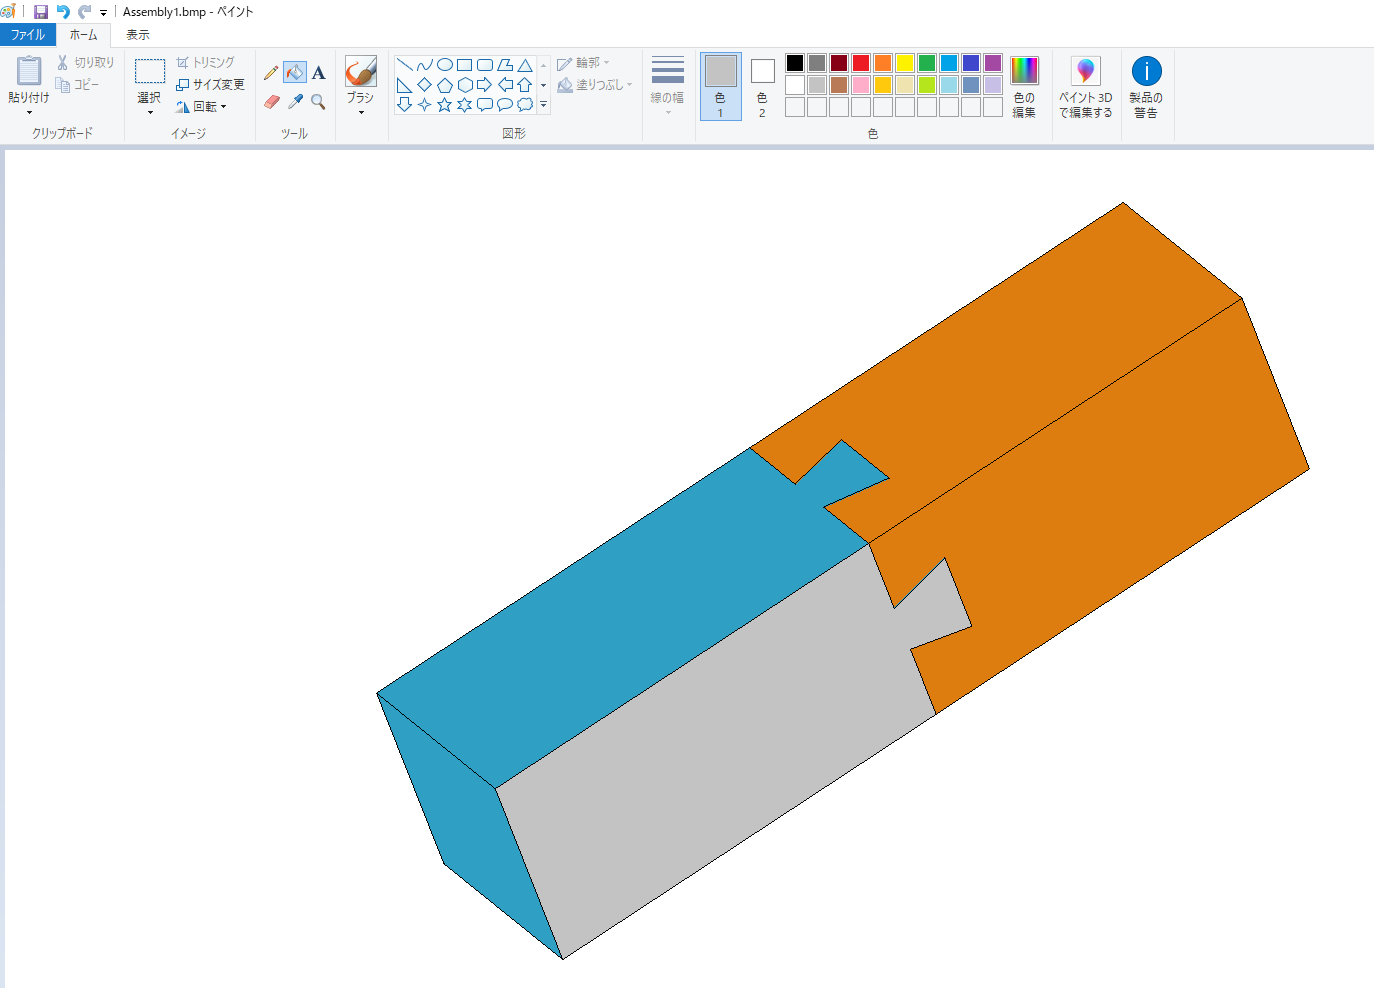 Assembly1.bmp - ペイント
ファイル ホーム 表示
貼り付け
切り取り
コピー
クリップボード
選択
トリミング
サイズ変更
回転
イメージ
A
ツール
ブラシ
図形
輪郭
塗りつぶし
線の幅
色
1
色
2
色
色の
編集
ペイント 3D
で編集する
製品の
警告